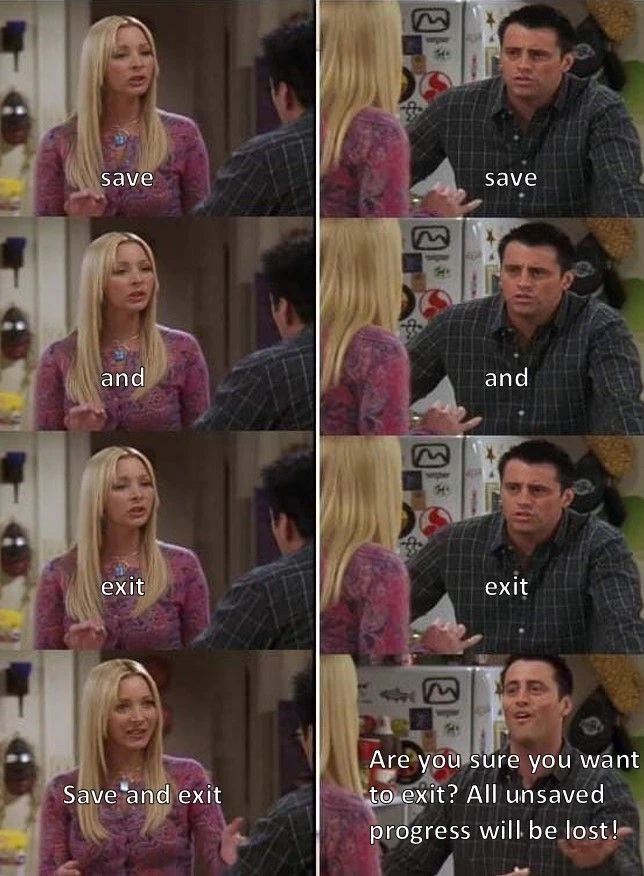 save
save
and
and
exit
exit
Save and exit
Are you sure you want
to exit? All unsaved
progress will be lost!